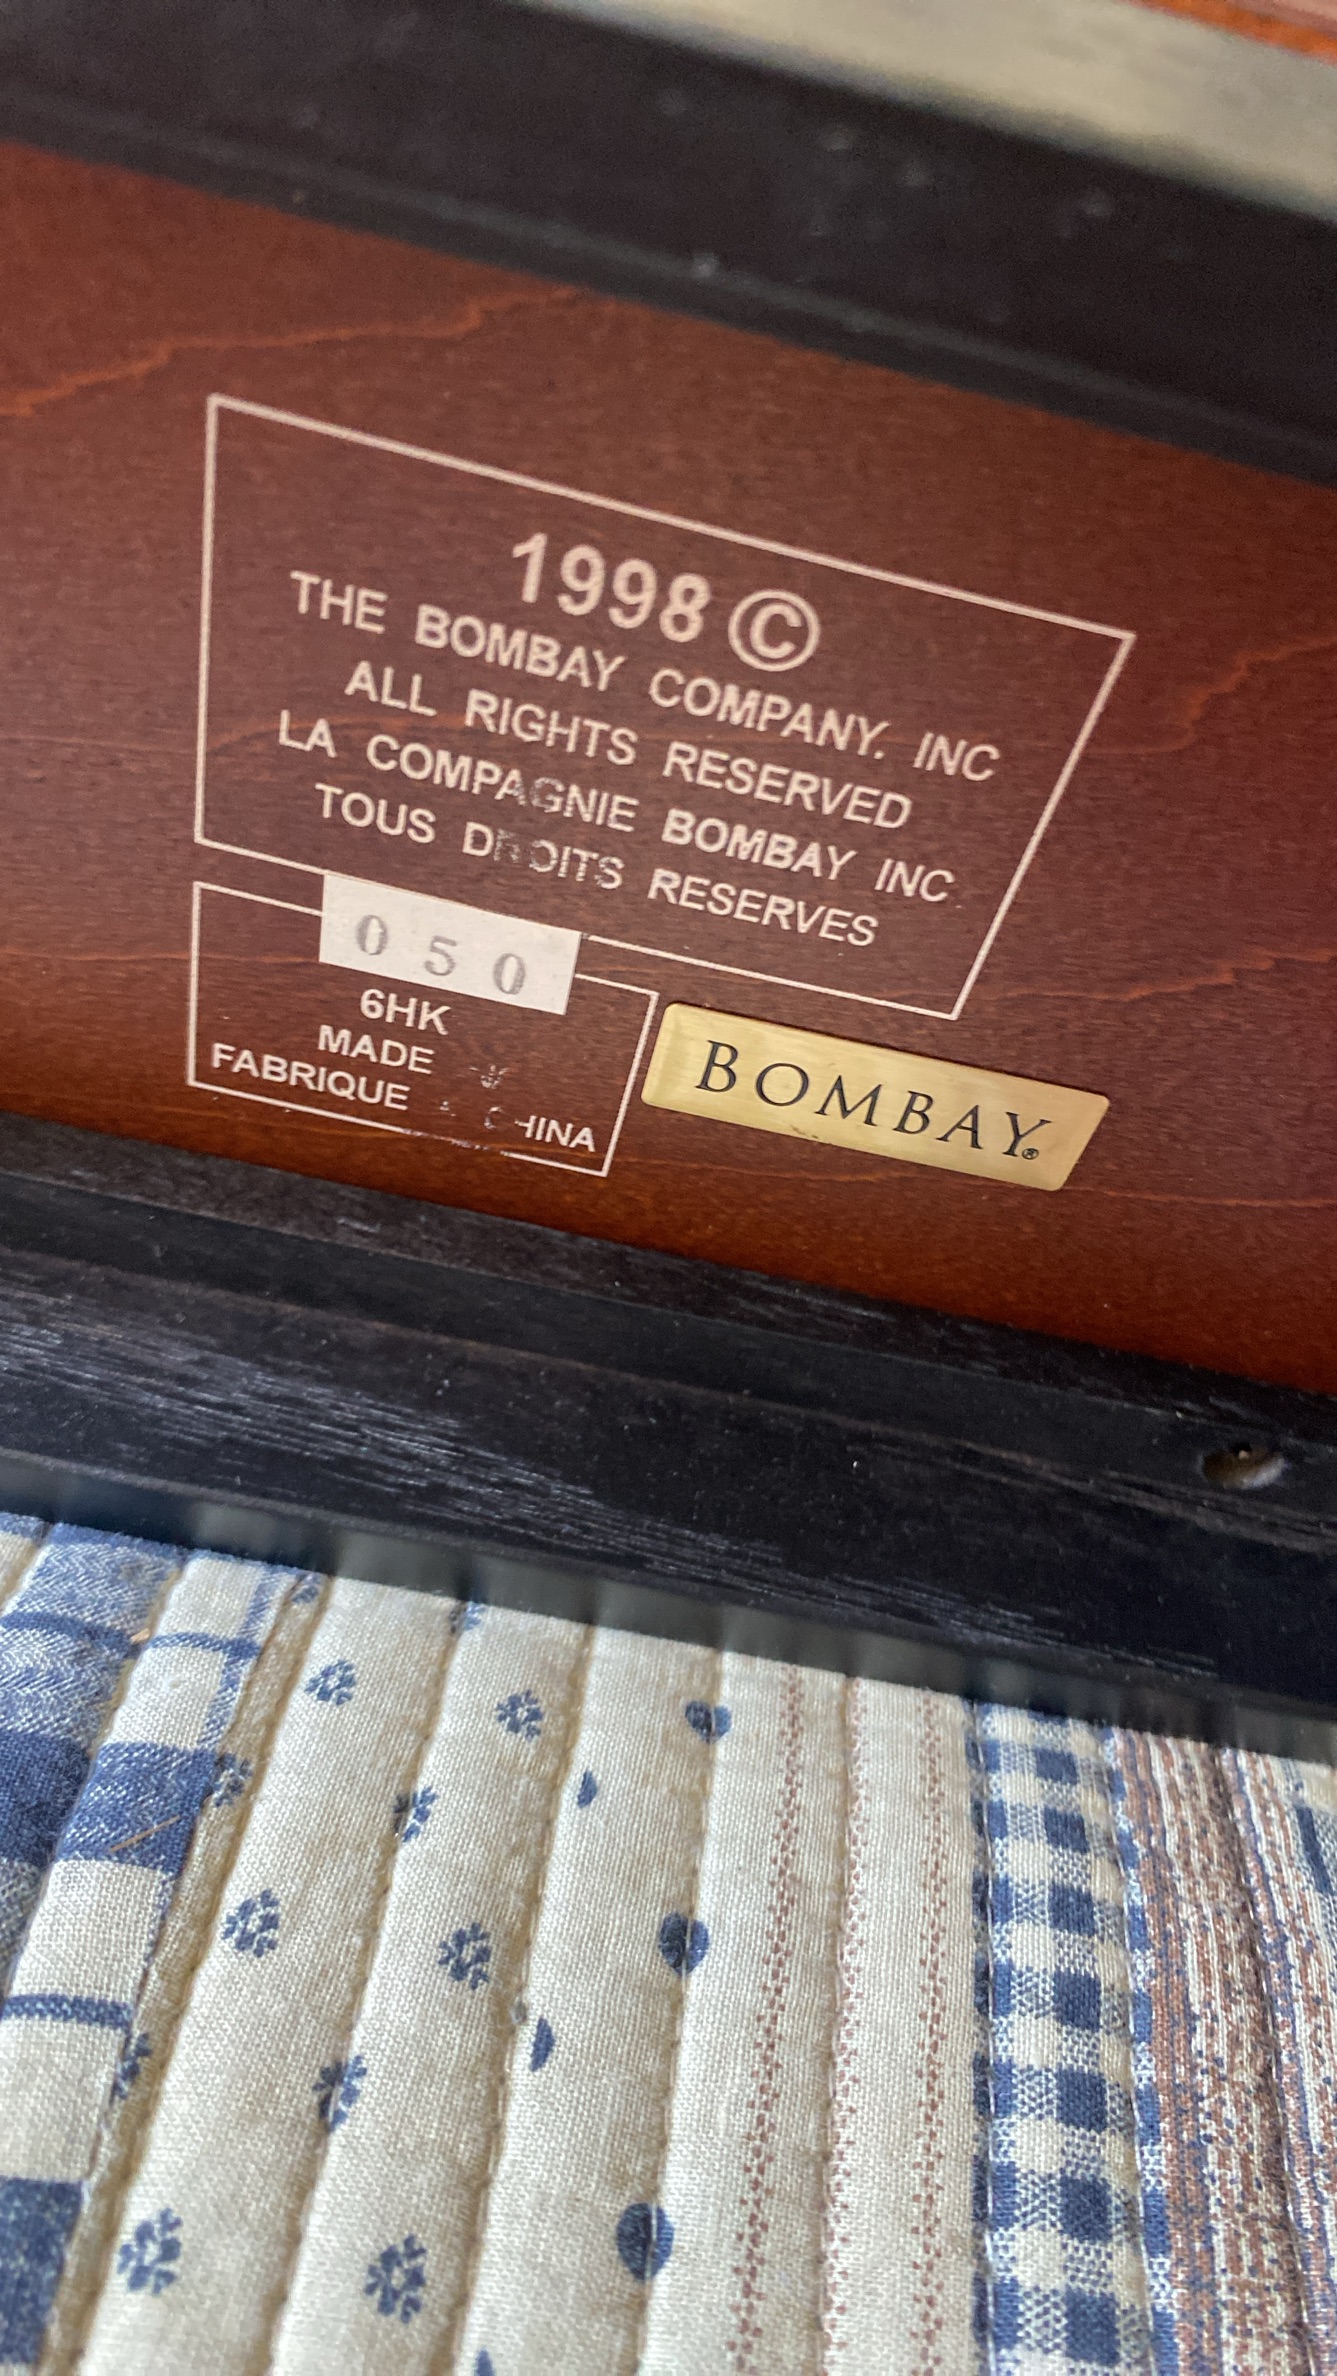 1998 ©
THE BOMBAY COMPANY. INC
ALL RIGHTS RESERVED
LA COMPAGNIE BOMBAY INC
TOUS DROITS RESERVES
050
6HK
MADE
FABRIQUE CHINA
BOMBAY®